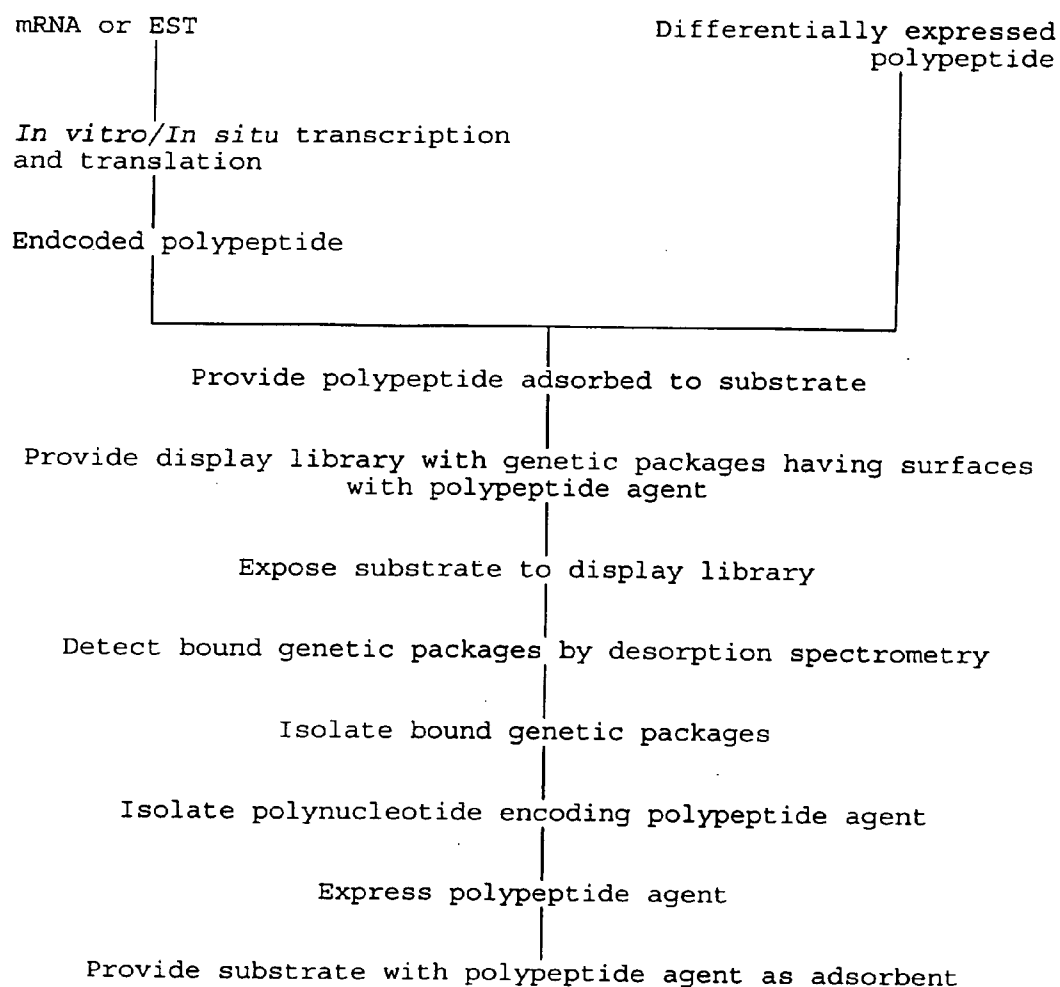 mRNA or EST
Differentially expressed
polypeptide
In vitro/In situ transcription
and translation
Endcoded polypeptide
Provide polypeptide adsorbed to substrate
Provide display library with genetic packages having surfaces
with polypeptide agent
Expose substrate to display library
Detect bound genetic packages by desorption spectrometry
Isolate bound genetic packages
Isolate polynucleotide encoding polypeptide agent
Express polypeptide agent
Provide substrate with polypeptide agent as adsorbent